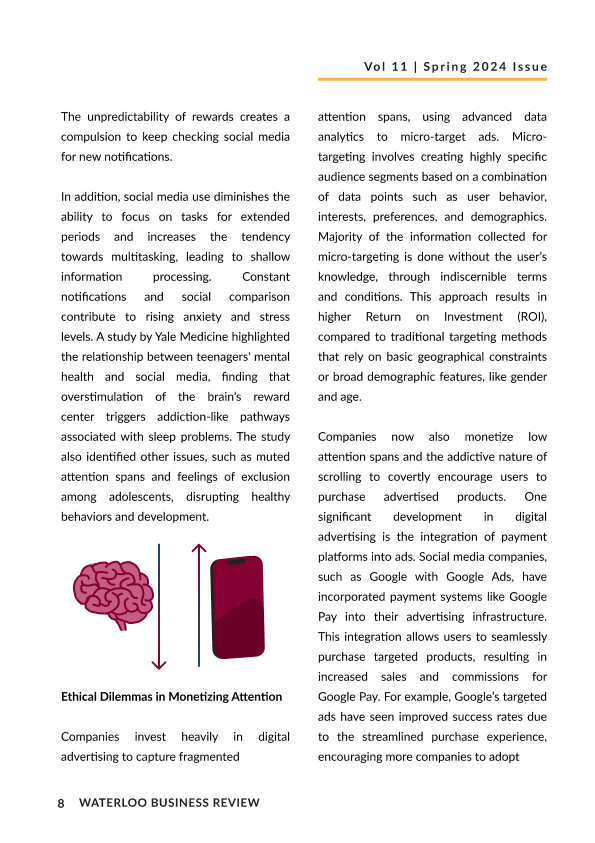 Vol 11 | Spring 2024 Issue
The unpredictability of rewards creates a
compulsion to keep checking social media
for new notifications.
In addition, social media use diminishes the
ability to focus on tasks for extended
periods and increases the tendency
towards multitasking, leading to shallow
information processing. Constant
notifications and social comparison
contribute to rising anxiety and stress
levels. A study by Yale Medicine highlighted
the relationship between teenagers' mental
health and social media, finding that
overstimulation of the brain's reward
center triggers addiction-like pathways
associated with sleep problems. The study
also identified other issues, such as muted
attention spans and feelings of exclusion
among adolescents, disrupting healthy
behaviors and development.
Ethical Dilemmas in Monetizing Attention
Companies invest heavily in digital
advertising to capture fragmented
attention spans, using advanced data
analytics to micro-target ads. Micro-
targeting involves creating highly specific
audience segments based on a combination
of data points such as user behavior,
interests, preferences, and demographics.
Majority of the information collected for
micro-targeting is done without the user's
knowledge, through indiscernible terms
and conditions. This approach results in
higher Return on Investment (ROI),
compared to traditional targeting methods
that rely on basic geographical constraints
or broad demographic features, like gender
and age.
Companies now also monetize low
attention spans and the addictive nature of
scrolling to covertly encourage users to
purchase advertised products. One
significant development in digital
advertising is the integration of payment
platforms into ads. Social media companies,
such as Google with Google Ads, have
incorporated payment systems like Google
Pay into their advertising infrastructure.
This integration allows users to seamlessly
purchase targeted products, resulting in
increased sales and commissions for
Google Pay. For example, Google's targeted
ads have seen improved success rates due
to the streamlined purchase experience,
encouraging more companies to adopt
8 WATERLOO BUSINESS REVIEW